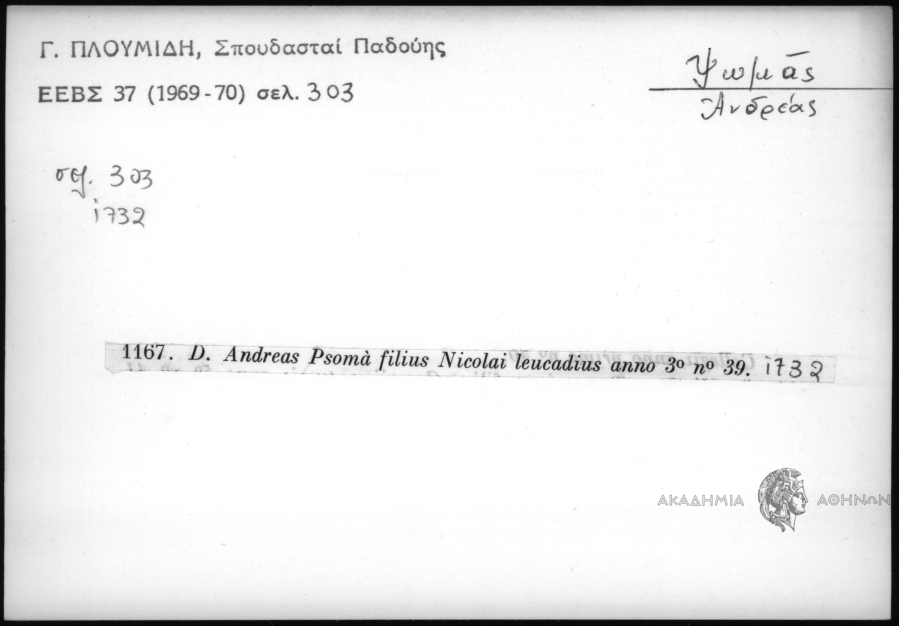 Γ. ΠΛΟΥΜΙΔΗ, Σπουδασταί Παδούης
ΕΕΒΣ 37 (1969-70) σελ. 303
Ψωμᾶς
Ἀνδρέας
σελ. 303
1732
1167. D. Andreas Psomà filius Nicolai leucadius anno 3º nº 39. 1732
ΑΚΑΔΗΜΙΑ ΑΘΗΝΩΝ